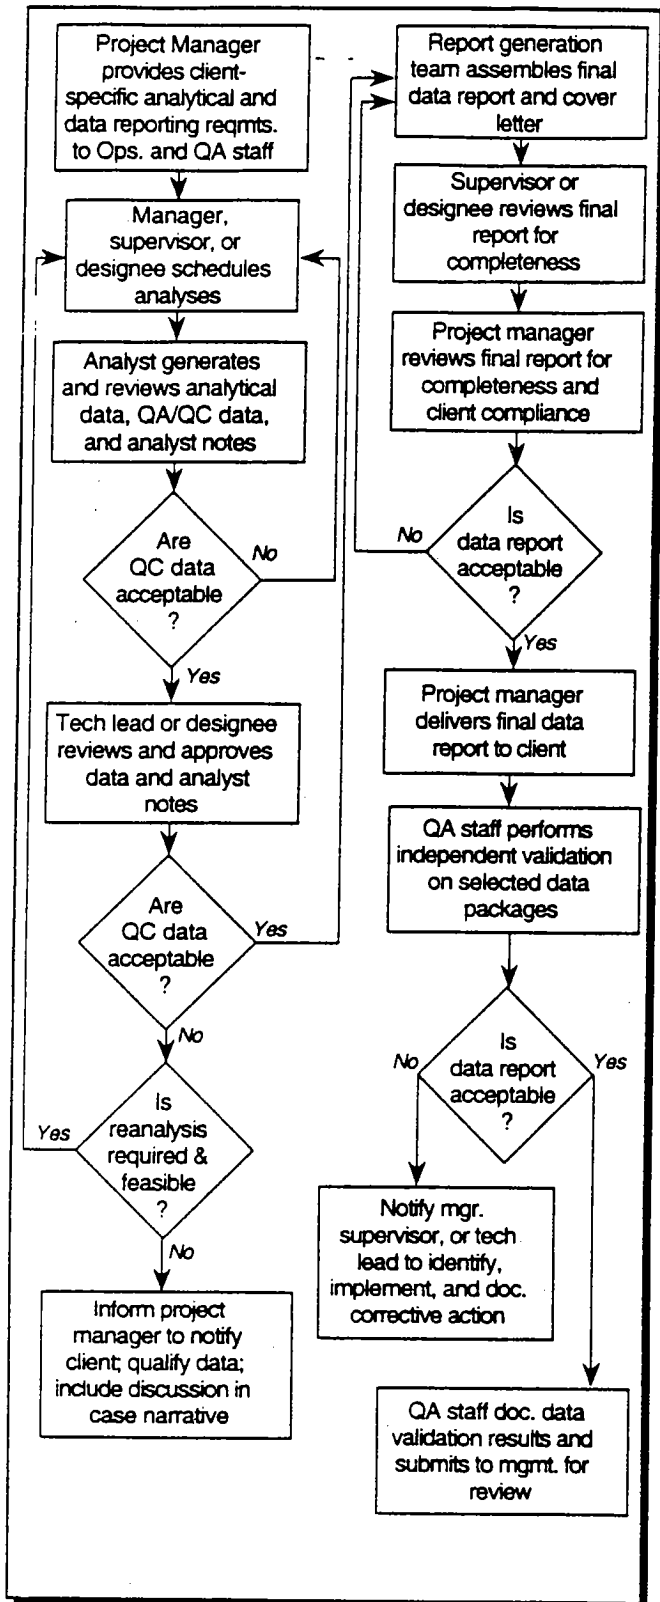 Project Manager
provides client-
specific analytical and
data reporting reqmts.
to Ops. and QA staff
Manager,
supervisor, or
designee schedules
analyses
Analyst generates
and reviews analytical
data, QA/QC data,
and analyst notes
Are
QC data
acceptable
?
No
Yes
Tech lead or designee
reviews and approves
data and analyst
notes
Are
QC data
acceptable
?
Yes
No
Is
reanalysis
required &
feasible
?
Yes
No
Inform project
manager to notify
client; qualify data;
include discussion in
case narrative
Report generation
team assembles final
data report and cover
letter
Supervisor or
designee reviews final
report for
completeness
Project manager
reviews final report for
completeness and
client compliance
Is
data report
acceptable
?
No
Yes
Project manager
delivers final data
report to client
QA staff performs
independent validation
on selected data
packages
Is
data report
acceptable
?
No
Yes
Notify mgr.
supervisor, or tech
lead to identify,
implement, and doc.
corrective action
QA staff doc. data
validation results and
submits to mgmt. for
review